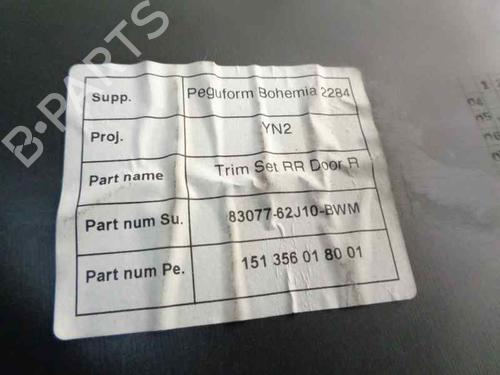 B-PARTS
Supp. Peguform Bohemia 2284
Proj. YN2
Part name Trim Set RR Door R
Part num Su. 83077-62J10-BWM
Part num Pe. 151 356 01 80 01